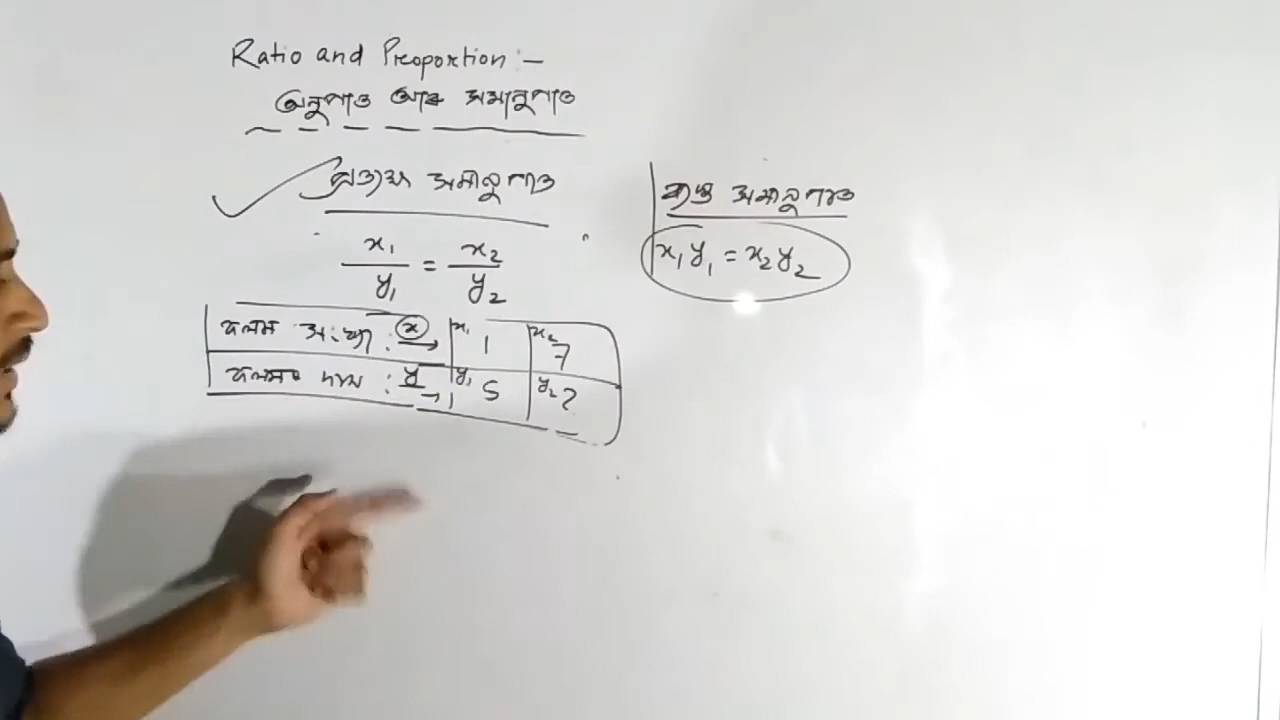 Ratio and Proportion :-
অনুপাত আৰু সমানুপাত
প্ৰত্যক্ষ সমানুপাত
ব্যস্ত সমানুপাত
x₁/y₁ = x₂/y₂
x₁y₁ = x₂y₂
কলম সংখ্যা : x → x₁ 1 x₂ 7
কলমৰ দাম : y → y₁ 5 y₂ ?